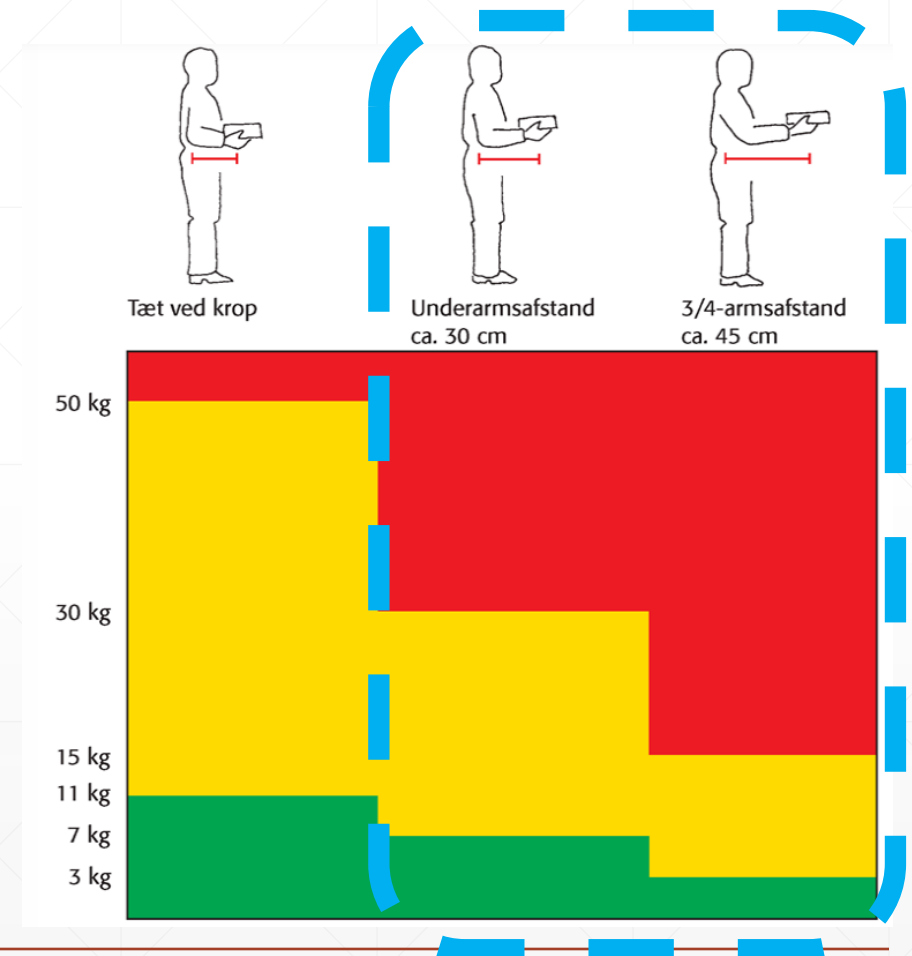 Tæt ved krop
Underarmsafstand
ca. 30 cm
3/4-armsafstand
ca. 45 cm
50 kg
30 kg
15 kg
11 kg
7 kg
3 kg